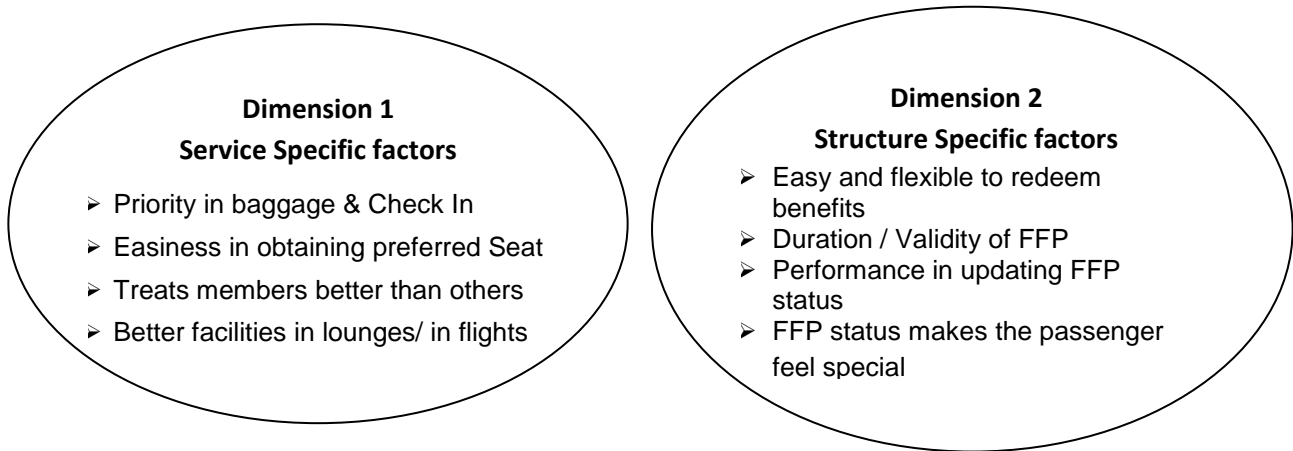 Dimension 1
Service Specific factors
➢ Priority in baggage & Check In
➢ Easiness in obtaining preferred Seat
➢ Treats members better than others
➢ Better facilities in lounges/ in flights
Dimension 2
Structure Specific factors
➢ Easy and flexible to redeem
benefits
➢ Duration / Validity of FFP
➢ Performance in updating FFP
status
➢ FFP status makes the passenger
feel special